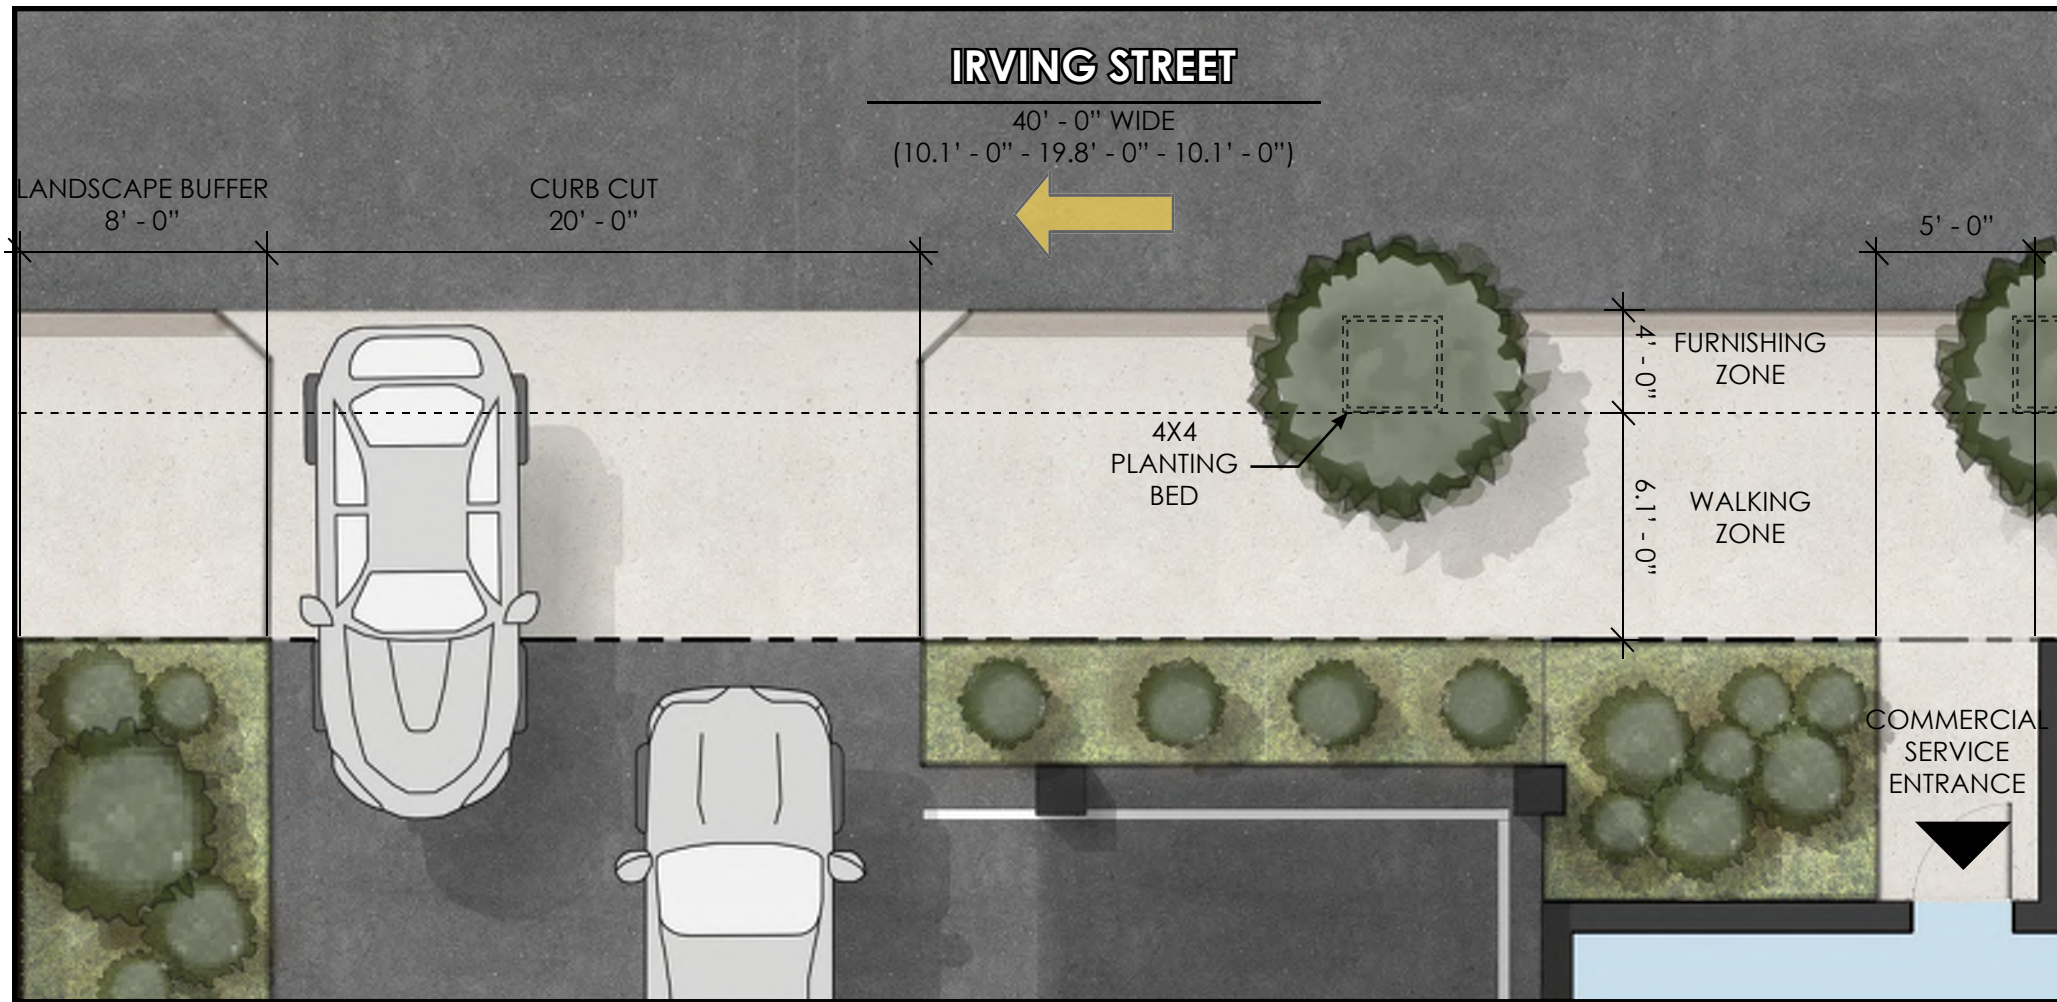 IRVING STREET
40’ - 0” WIDE
(10.1’ - 0” - 19.8’ - 0” - 10.1’ - 0”)
LANDSCAPE BUFFER
8’ - 0”
CURB CUT
20’ - 0”
5’ - 0”
4’ - 0”
FURNISHING
ZONE
4X4
PLANTING
BED
6.1’ - 0”
WALKING
ZONE
COMMERCIAL
SERVICE
ENTRANCE